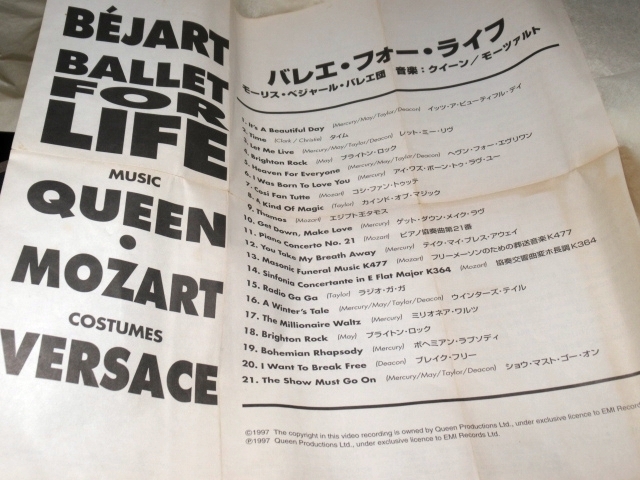 BÉJART
BALLET
FOR
LIFE
MUSIC
QUEEN
•
MOZART
COSTUMES
VERSACE
バレエ・フォー・ライフ
モーリス・ベジャール・バレエ団 音楽:クイーン/モーツァルト
1. It's A Beautiful Day (Mercury/May/Taylor/Deacon) イッツ・ア・ビューティフル・デイ
2. Time (Clark / Christie) タイム
3. Let Me Live (Mercury/May/Taylor/Deacon) レット・ミー・リヴ
4. Brighton Rock (May) ブライトン・ロック
5. Heaven For Everyone (Mercury/May/Taylor/Deacon) ヘヴン・フォー・エヴリワン
6. I Was Born To Love You (Mercury) アイ・ワズ・ボーン・トゥ・ラヴ・ユー
7. Cosi Fan Tutte (Mozart) コシ・ファン・トゥッテ
8. A Kind Of Magic (Taylor) カインド・オブ・マジック
9. Thamos (Mozart) エジプト王タモス
10. Get Down, Make Love (Mercury) ゲット・ダウン・メイク・ラヴ
11. Piano Concerto No. 21 (Mozart) ピアノ協奏曲第21番
12. You Take My Breath Away (Mercury) テイク・マイ・ブレス・アウェイ
13. Masonic Funeral Music K477 (Mozart) フリーメーソンのための葬送音楽K477
14. Sinfonia Concertante in E Flat Major K364 (Mozart) 協奏交響曲変ホ長調K364
15. Radio Ga Ga (Taylor) ラジオ・ガ・ガ
16. A Winter's Tale (Mercury/May/Taylor/Deacon) ウインターズ・テイル
17. The Millionaire Waltz (Mercury) ミリオネア・ワルツ
18. Brighton Rock (May) ブライトン・ロック
19. Bohemian Rhapsody (Mercury) ボヘミアン・ラプソディ
20. I Want To Break Free (Deacon) ブレイク・フリー
21. The Show Must Go On (Mercury/May/Taylor/Deacon) ショウ・マスト・ゴー・オン
©1997 The copyright in this video recording is owned by Queen Productions Ltd., under exclusive licence to EMI Records
℗1997 Queen Productions Ltd., under exclusive licence to EMI Records Ltd.